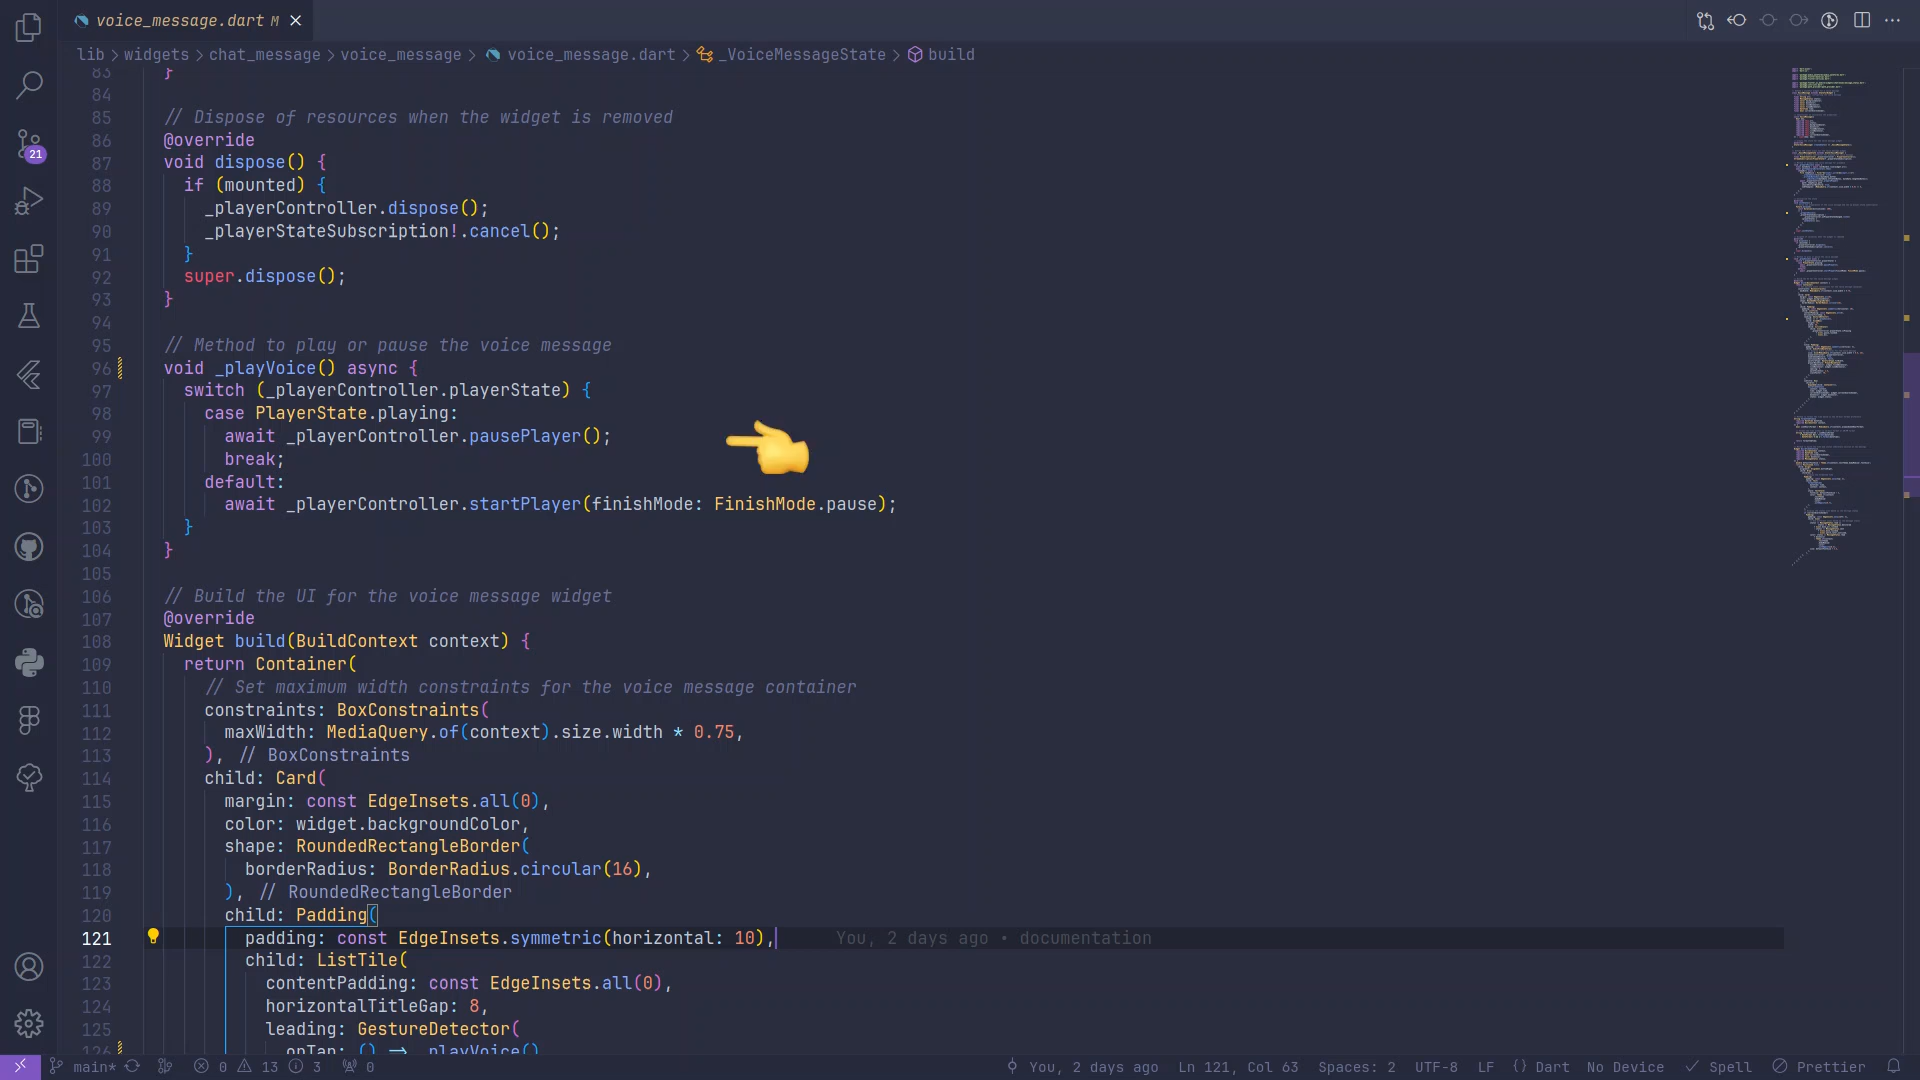 voice_message.dart M
lib > widgets > chat_message > voice_message > voice_message.dart > _VoiceMessageState > build
83 }
84
85 // Dispose of resources when the widget is removed
86 @override
87 void dispose() {
88 if (mounted) {
89 _playerController.dispose();
90 _playerStateSubscription!.cancel();
91 }
92 super.dispose();
93 }
94
95 // Method to play or pause the voice message
96 void _playVoice() async {
97 switch (_playerController.playerState) {
98 case PlayerState.playing:
99 await _playerController.pausePlayer();
100 break;
101 default:
102 await _playerController.startPlayer(finishMode: FinishMode.pause);
103 }
104 }
105
106 // Build the UI for the voice message widget
107 @override
108 Widget build(BuildContext context) {
109 return Container(
110 // Set maximum width constraints for the voice message container
111 constraints: BoxConstraints(
112 maxWidth: MediaQuery.of(context).size.width * 0.75,
113 ), // BoxConstraints
114 child: Card(
115 margin: const EdgeInsets.all(0),
116 color: widget.backgroundColor,
117 shape: RoundedRectangleBorder(
118 borderRadius: BorderRadius.circular(16),
119 ), // RoundedRectangleBorder
120 child: Padding(
121 padding: const EdgeInsets.symmetric(horizontal: 10), You, 2 days ago • documentation
122 child: ListTile(
123 contentPadding: const EdgeInsets.all(0),
124 horizontalTitleGap: 8,
125 leading: GestureDetector(
126 onTap: () => _playVoice()
21
main* 0 13 3 0 You, 2 days ago Ln 121, Col 63 Spaces: 2 UTF-8 LF {} Dart No Device Spell Prettier